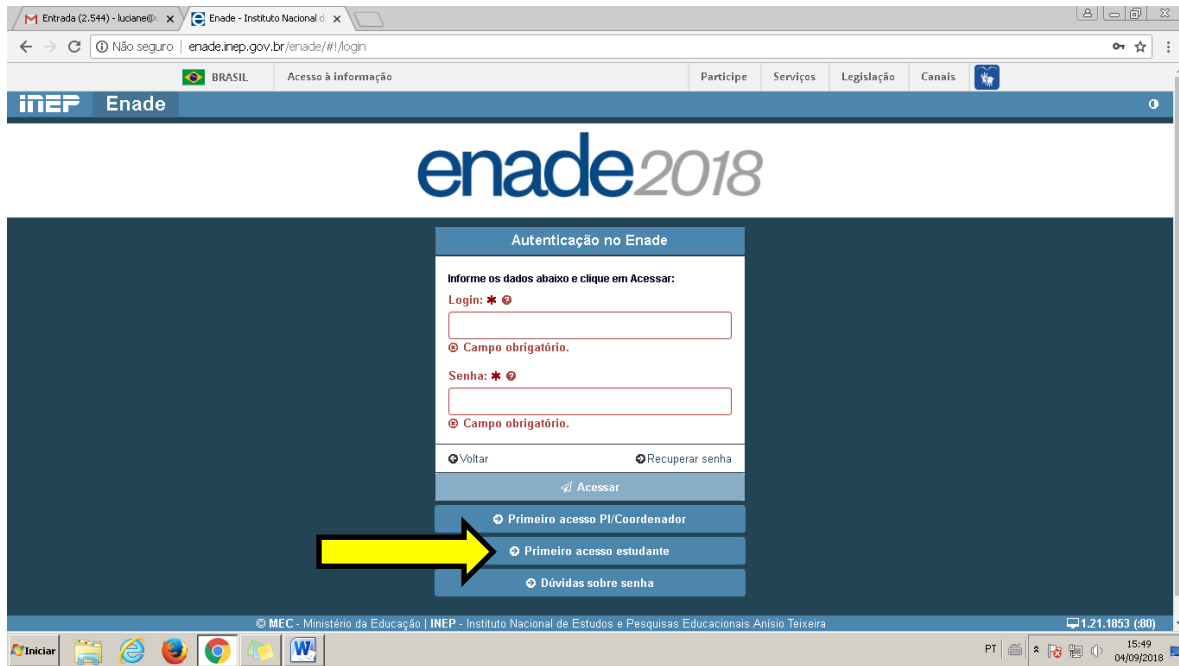 Entrada (2.544) - luciane@
Enade - Instituto Nacional d
Não seguro | enade.inep.gov.br/enade/#!/login
BRASIL Acesso à informação Participe Serviços Legislação Canais
inep Enade
enade2018
Autenticação no Enade
Informe os dados abaixo e clique em Acessar:
Login: *
Campo obrigatório.
Senha: *
Campo obrigatório.
Voltar Recuperar senha
Acessar
Primeiro acesso PI/Coordenador
Primeiro acesso estudante
Dúvidas sobre senha
© MEC - Ministério da Educação | INEP - Instituto Nacional de Estudos e Pesquisas Educacionais Anísio Teixeira 1.21.1853 (:80)
Iniciar PT 15:49
04/09/2018